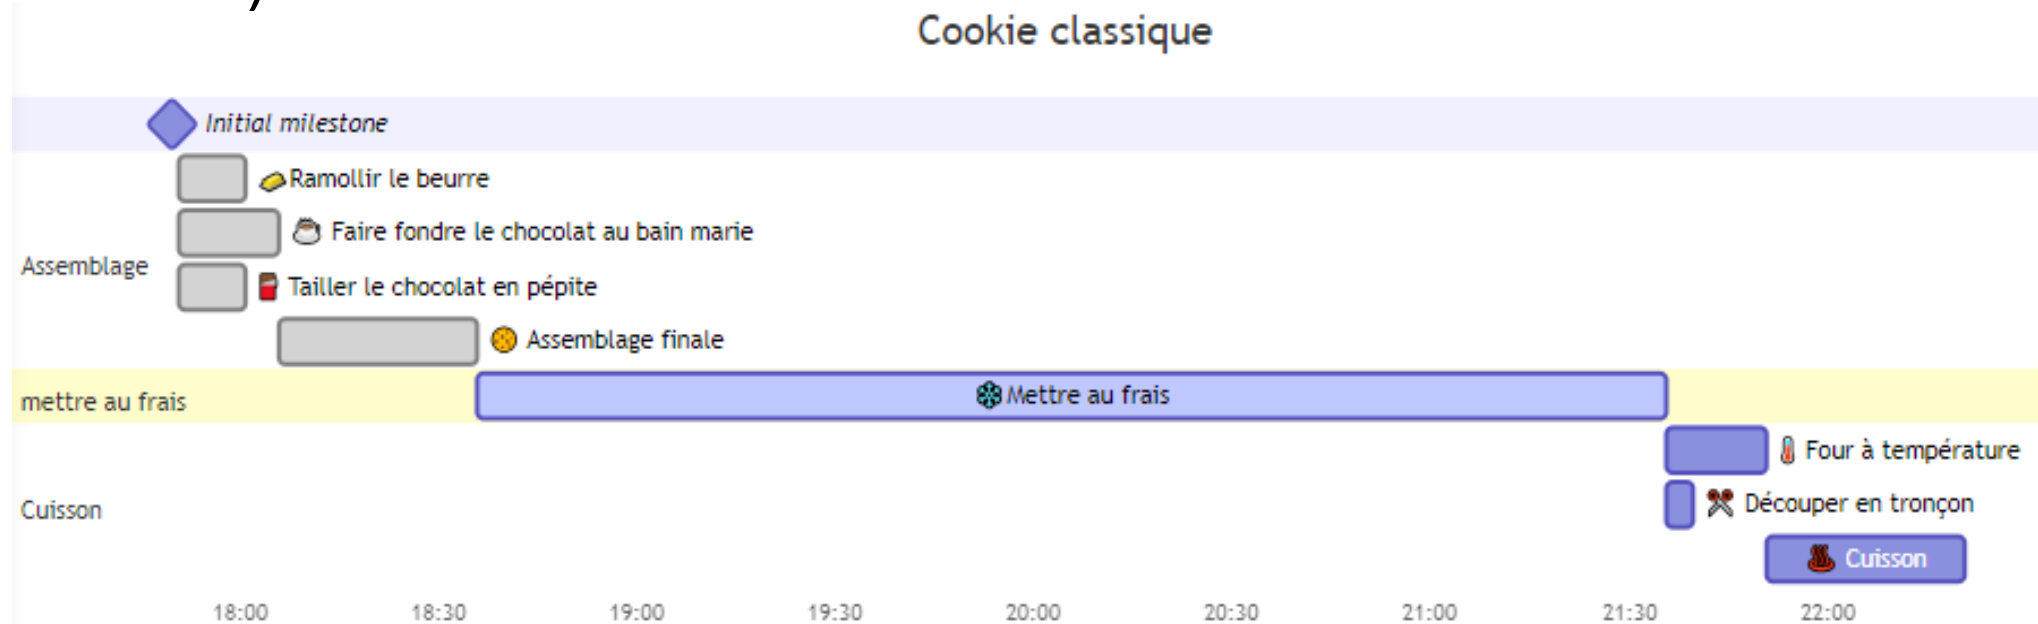 Cookie classique
Initial milestone
Ramollir le beurre
Faire fondre le chocolat au bain marie
Assemblage
Tailler le chocolat en pépite
Assemblage finale
mettre au frais
Mettre au frais
Four à température
Cuisson
Découper en tronçon
Cuisson
18:00 18:30 19:00 19:30 20:00 20:30 21:00 21:30 22:00